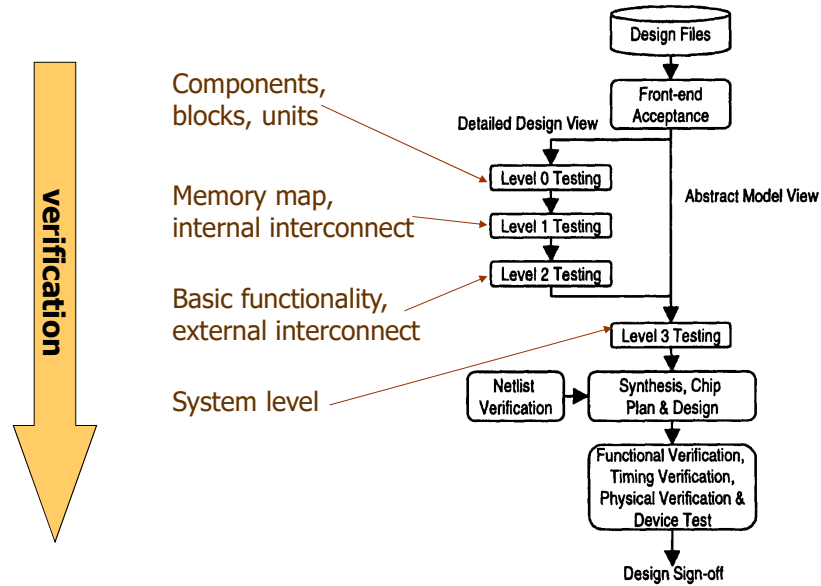 Design Files
Front-end
Acceptance
Components,
blocks, units
Detailed Design View
Level 0 Testing
Abstract Model View
Memory map,
internal interconnect
Level 1 Testing
Level 2 Testing
Basic functionality,
external interconnect
Level 3 Testing
System level
Netlist
Verification
Synthesis, Chip
Plan & Design
Functional Verification,
Timing Verification,
Physical Verification &
Device Test
Design Sign-off
verification